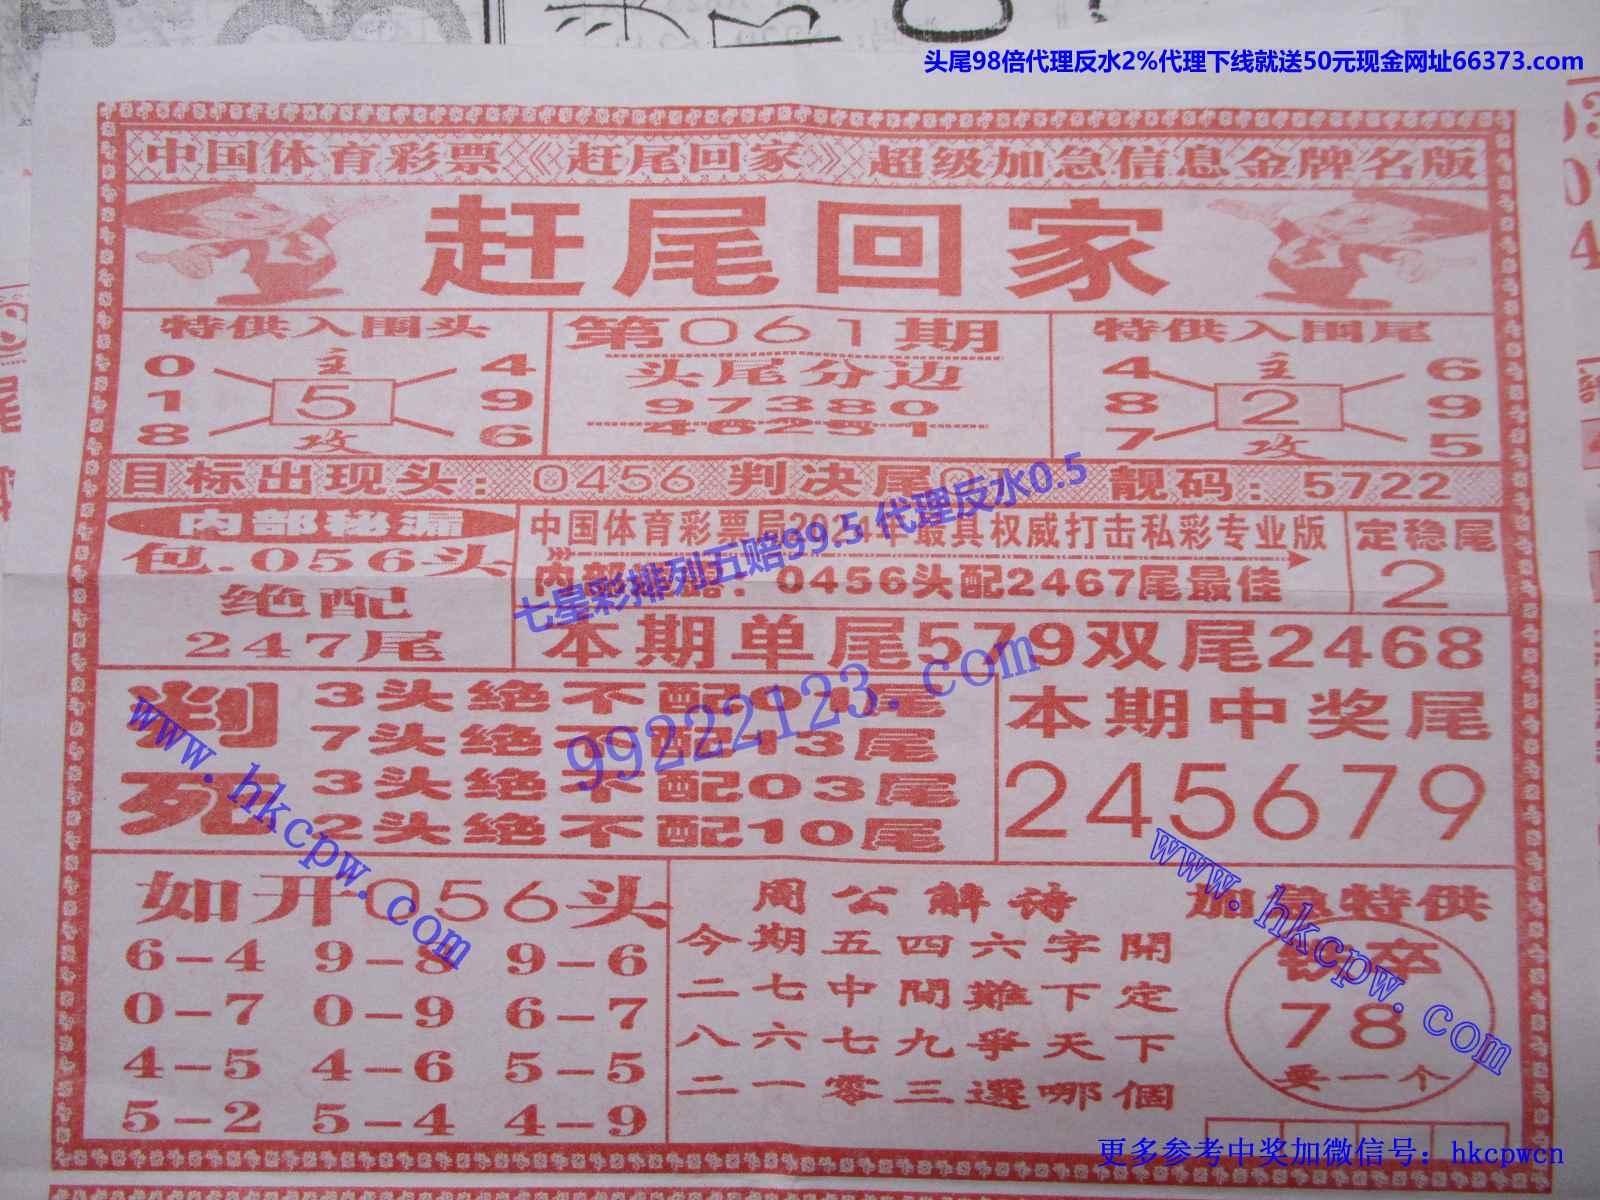 头尾98倍代理反水2%代理下线就送50元现金网址66373.com
中国体育彩票《赶尾回家》超级加急信息金牌名版
赶尾回家
特供入围头
0 主 4
1 5 9
8 攻 6
第061期
头尾分边
97380
46251
特供入围尾
4 主 6
8 2 9
7 攻 5
目标出现头：0456 判决尾 靓码：5722
内部秘漏
包.056头
绝配
247尾
中国体育彩票局2021年最具权威打击私彩专业版
内部 ：0456头配2467尾最佳
定稳尾
2
七星彩排列五赔99.5 代理反水0.5
本期单尾579双尾2468
判死
3头绝不配01尾
7头绝不配13尾
3头绝不配03尾
2头绝不配10尾
99222123.com
本期中奖尾
245679
www.hkcpw.com
www.hkcpw.com
如开056头
6-4 9-8 9-6
0-7 0-9 6-7
4-5 4-6 5-5
5-2 5-4 4-9
周公解诗
今期五四六字開
二七中間難下定
八六七九爭天下
二一零三選哪個
加急特供
卒
78
要一个
更多参考中奖加微信号：hkcpwcn